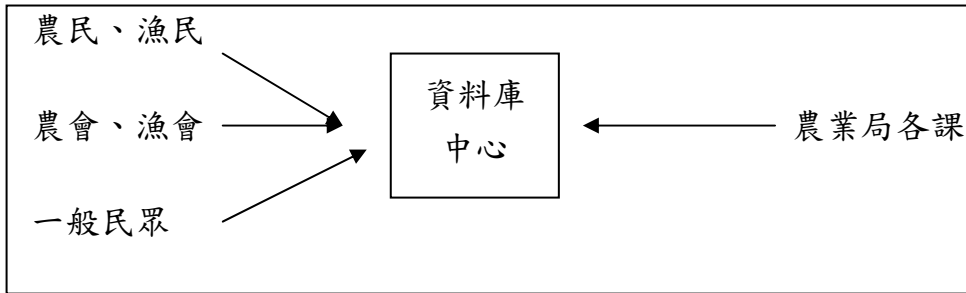 農民、漁民
農會、漁會
一般民眾
資料庫
中心
農業局各課